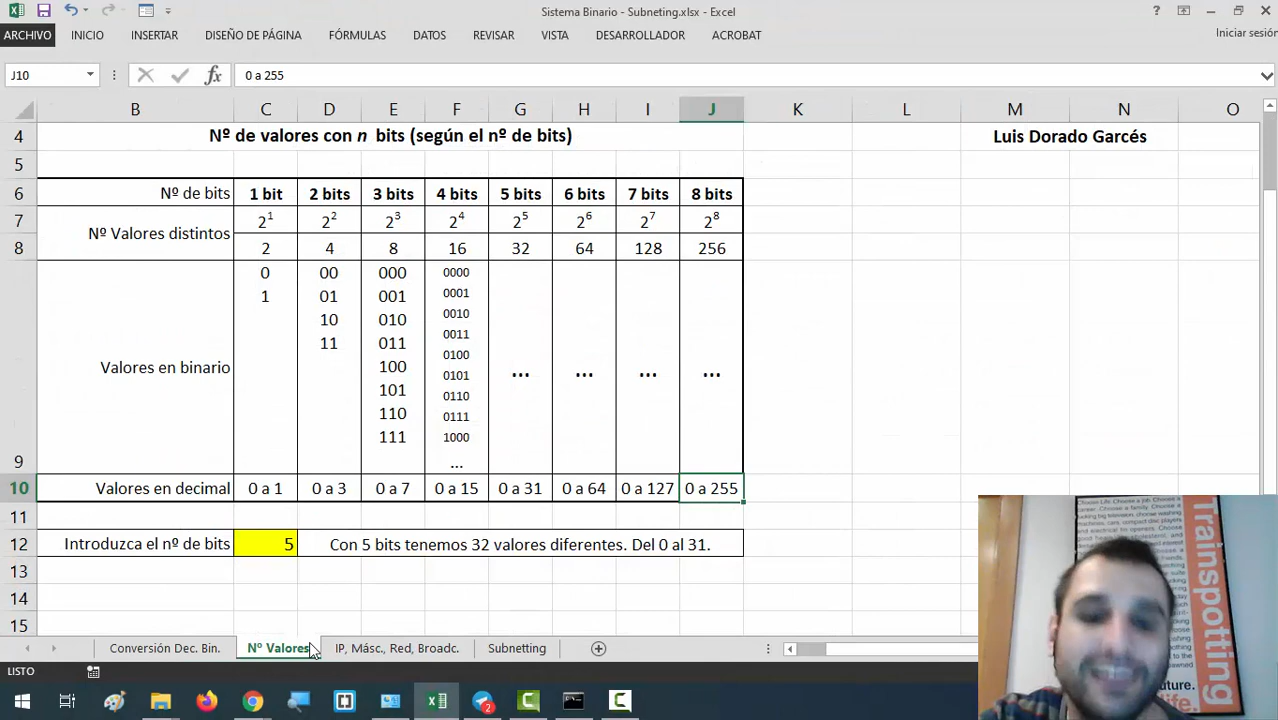 Sistema Binario - Subneting.xlsx - Excel
ARCHIVO INICIO INSERTAR DISEÑO DE PÁGINA FÓRMULAS DATOS REVISAR VISTA DESARROLLADOR ACROBAT Iniciar sesión
J10 fx 0 a 255
B C D E F G H I J K L M N O
4 Nº de valores con n bits (según el nº de bits) Luis Dorado Garcés
5
6 Nº de bits 1 bit 2 bits 3 bits 4 bits 5 bits 6 bits 7 bits 8 bits
7 2¹ 2² 2³ 2⁴ 2⁵ 2⁶ 2⁷ 2⁸
Nº Valores distintos
8 2 4 8 16 32 64 128 256
0 00 000 0000
1 01 001 0001
10 010 0010
11 011 0011
100 0100
Valores en binario ... ... ... ...
101 0101
110 0110
111 0111
1000
9 ...
10 Valores en decimal 0 a 1 0 a 3 0 a 7 0 a 15 0 a 31 0 a 64 0 a 127 0 a 255
11
12 Introduzca el nº de bits 5 Con 5 bits tenemos 32 valores diferentes. Del 0 al 31.
13
14
15
Conversión Dec. Bin. Nº Valores IP, Másc., Red, Broadc. Subnetting
LISTO
2
Trainspotting